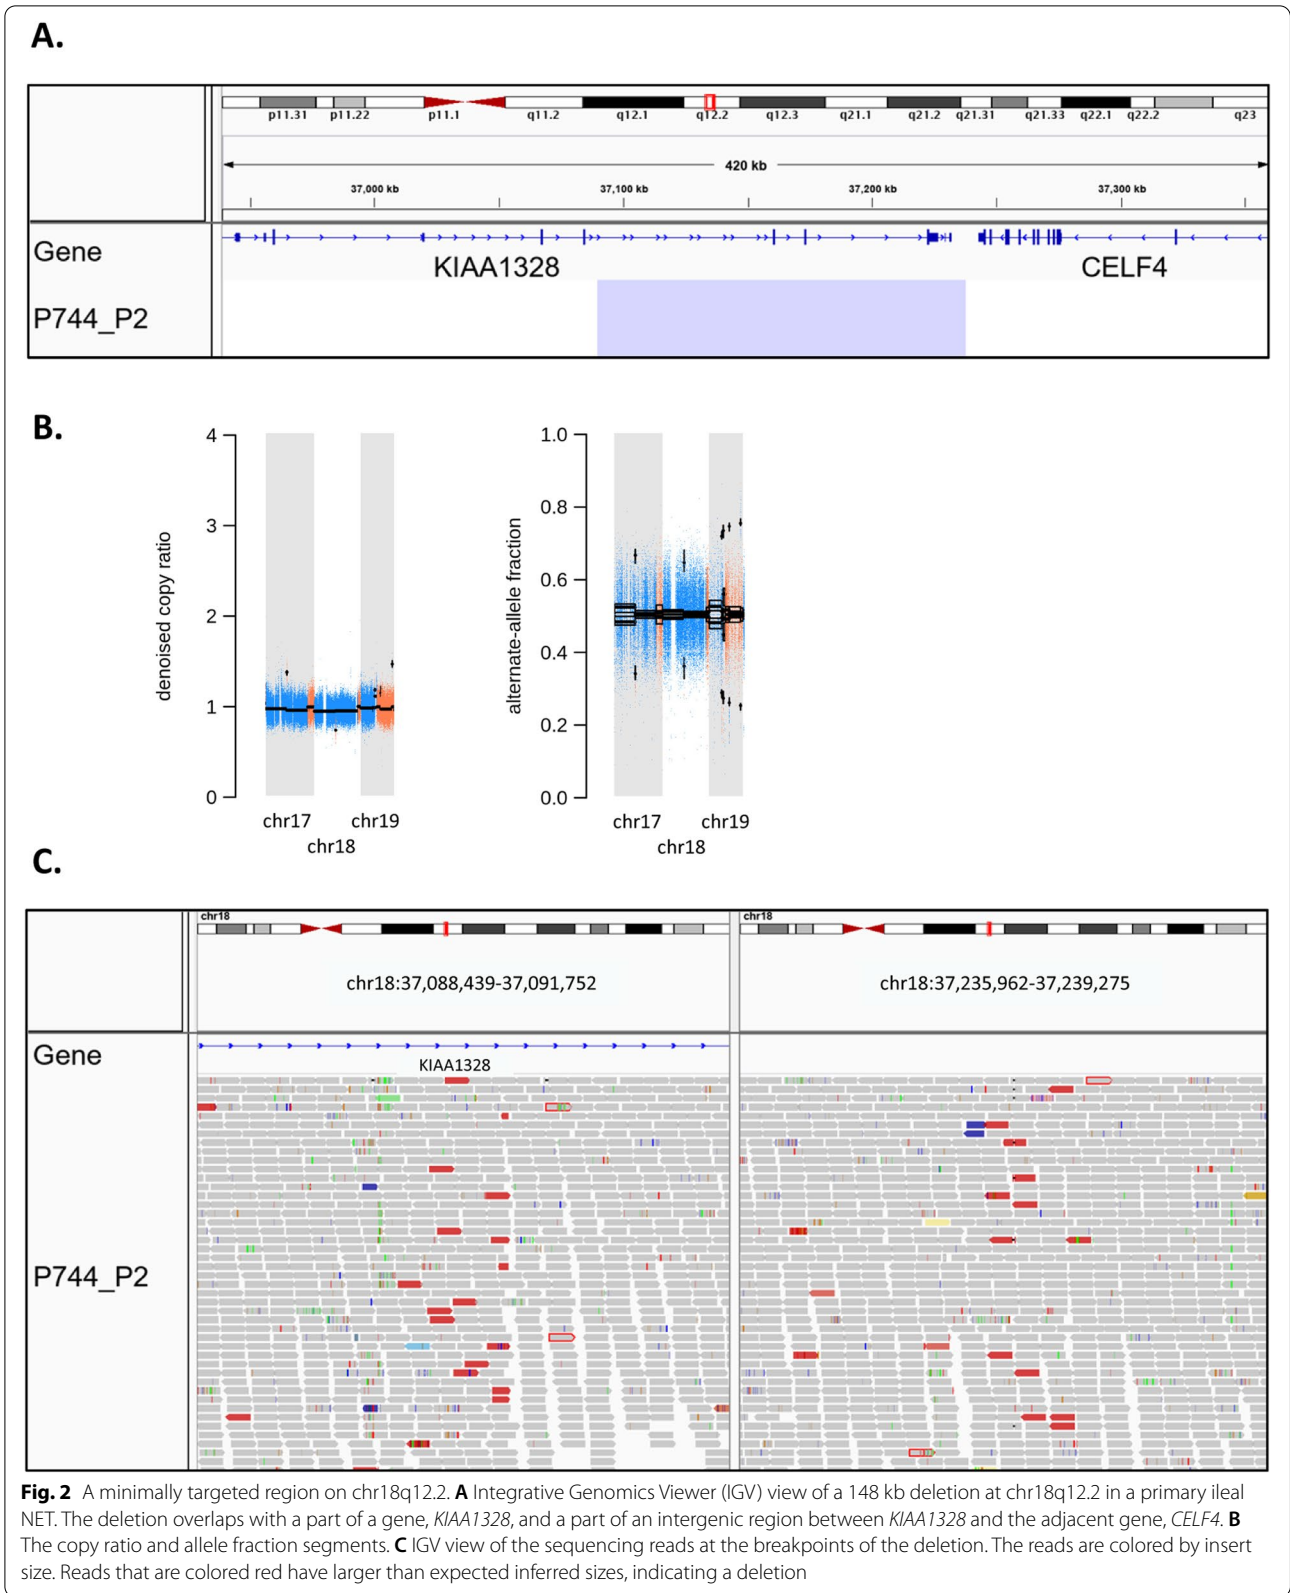 A.
p11.31 p11.22 p11.1 q11.2 q12.1 q12.2 q12.3 q21.1 q21.2 q21.31 q21.33 q22.1 q22.2 q23
420 kb
37,000 kb 37,100 kb 37,200 kb 37,300 kb
Gene
KIAA1328 CELF4
P744_P2
B.
denoised copy ratio
4
3
2
1
0
chr17 chr19
chr18
alternate-allele fraction
1.0
0.8
0.6
0.4
0.2
0.0
chr17 chr19
chr18
C.
chr18 chr18
chr18:37,088,439-37,091,752 chr18:37,235,962-37,239,275
Gene
KIAA1328
P744_P2
Fig. 2 A minimally targeted region on chr18q12.2. A Integrative Genomics Viewer (IGV) view of a 148 kb deletion at chr18q12.2 in a primary ileal
NET. The deletion overlaps with a part of a gene, KIAA1328, and a part of an intergenic region between KIAA1328 and the adjacent gene, CELF4. B
The copy ratio and allele fraction segments. C IGV view of the sequencing reads at the breakpoints of the deletion. The reads are colored by insert
size. Reads that are colored red have larger than expected inferred sizes, indicating a deletion